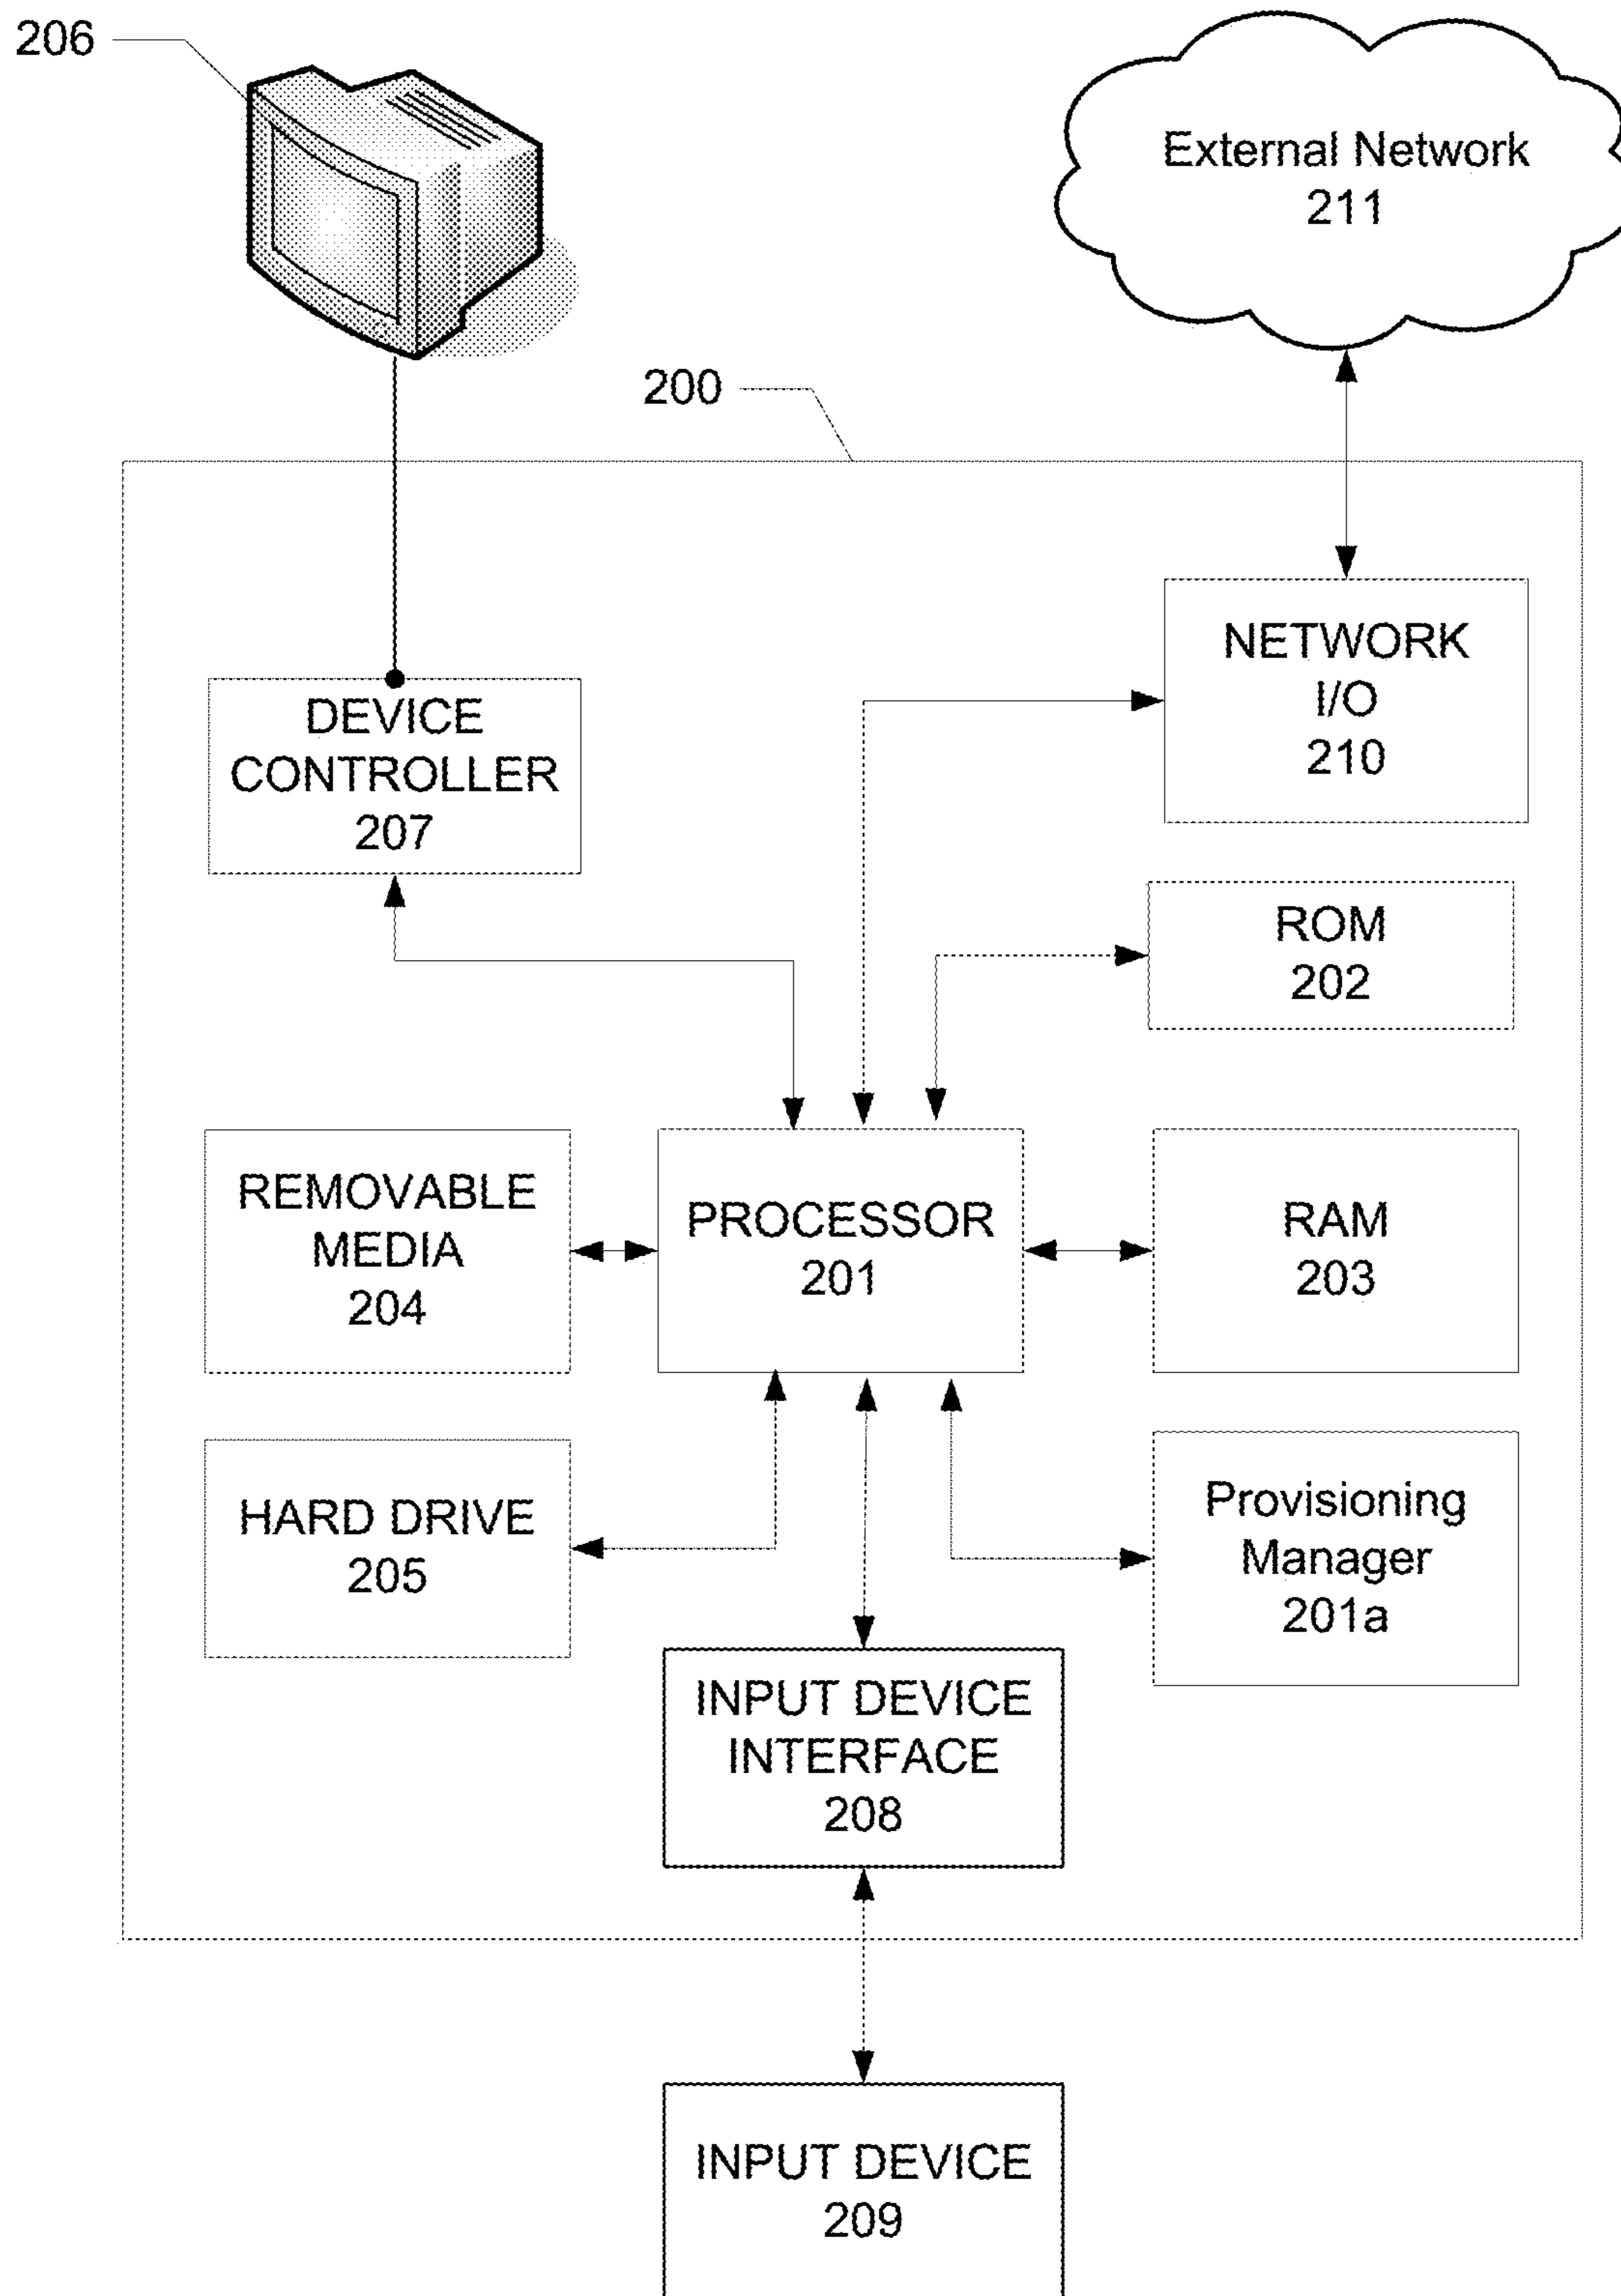 206
External Network
211
200
NETWORK
I/O
210
DEVICE
CONTROLLER
207
ROM
202
REMOVABLE
MEDIA
204
PROCESSOR
201
RAM
203
HARD DRIVE
205
Provisioning
Manager
201a
INPUT DEVICE
INTERFACE
208
INPUT DEVICE
209